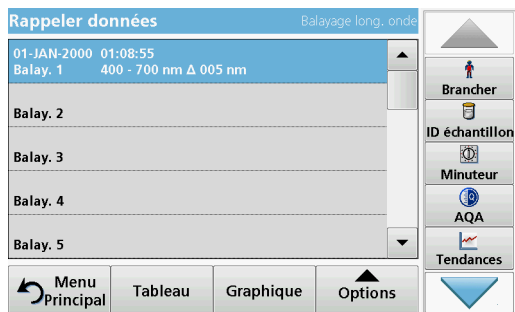 Rappeler données
Balayage long. onde
01-JAN-2000 01:08:55
Balay. 1 400 - 700 nm Δ 005 nm
Balay. 2
Balay. 3
Balay. 4
Balay. 5
Brancher
ID échantillon
Minuteur
AQA
Tendances
Menu
Principal
Tableau
Graphique
Options